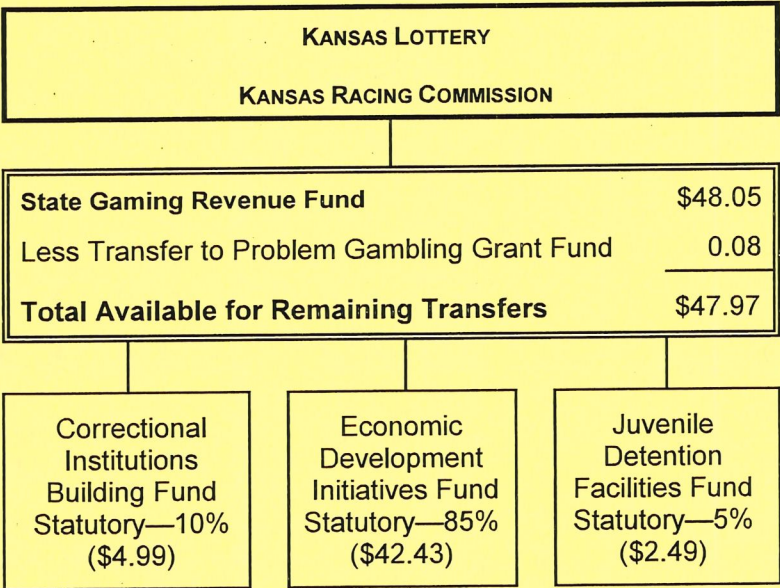 KANSAS LOTTERY
KANSAS RACING COMMISSION
State Gaming Revenue Fund $48.05
Less Transfer to Problem Gambling Grant Fund 0.08
Total Available for Remaining Transfers $47.97
Correctional
Institutions
Building Fund
Statutory—10%
($4.99)
Economic
Development
Initiatives Fund
Statutory—85%
($42.43)
Juvenile
Detention
Facilities Fund
Statutory—5%
($2.49)